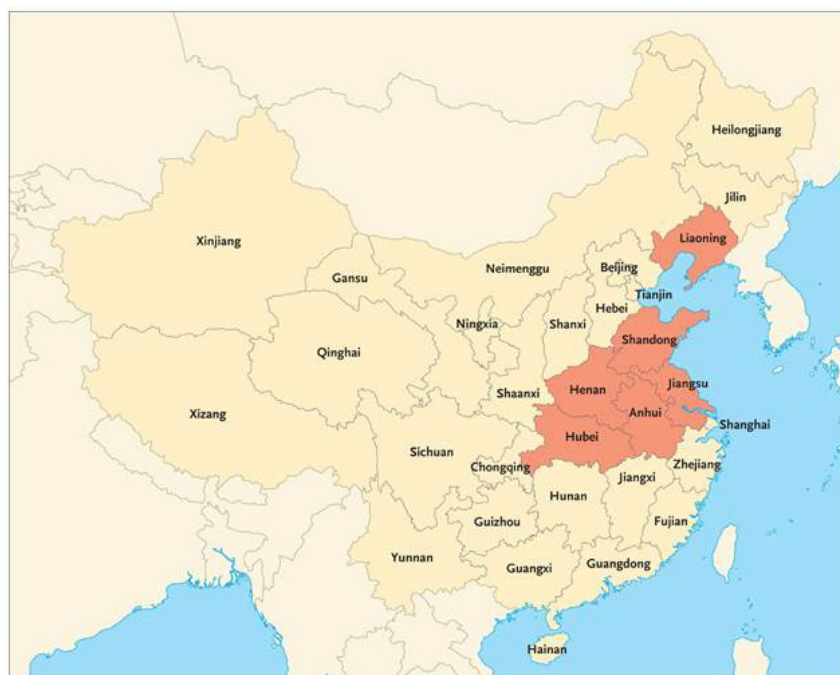 Heilongjiang
Jilin
Liaoning
Xinjiang
Beijing
Neimenggu
Gansu
Tianjin
Hebei
Ningxia
Shanxi
Shandong
Qinghai
Jiangsu
Henan
Shaanxi
Xizang
Anhui
Shanghai
Hubei
Sichuan
Zhejiang
Chongqing
Jiangxi
Hunan
Guizhou
Fujian
Yunnan
Guangdong
Guangxi
Hainan